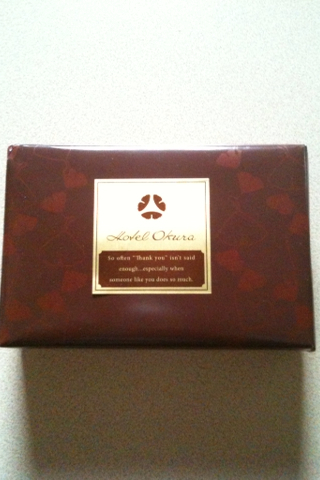 Hotel Okura
So often "Thank you" isn't said
enough...especially when
someone like you does so much.